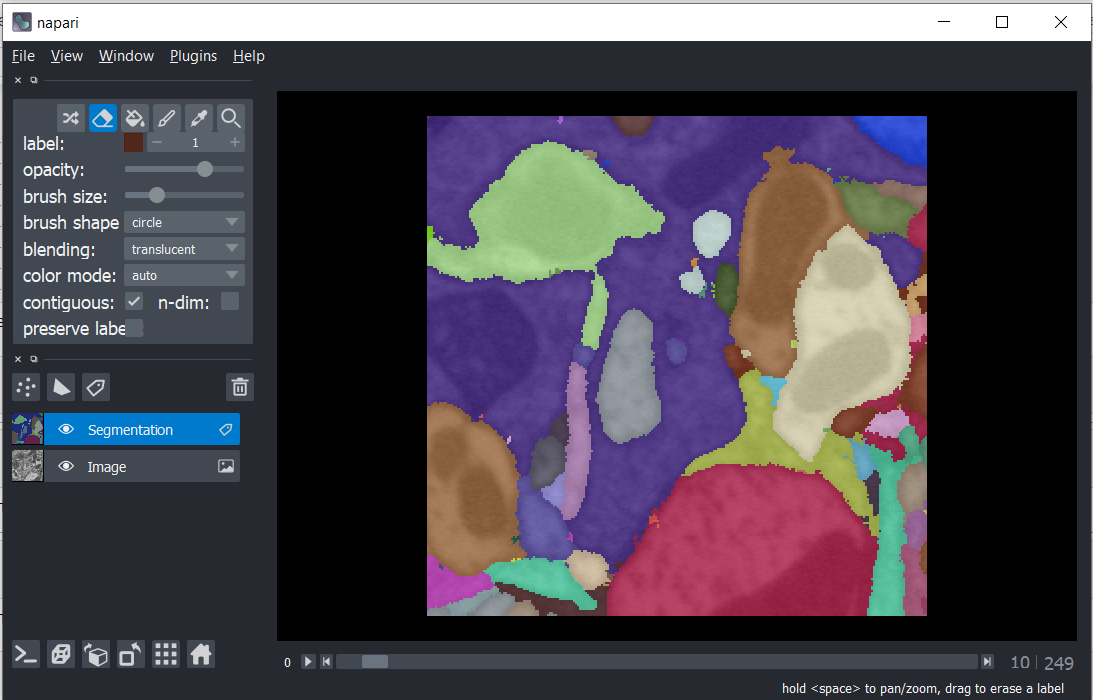 napari
File View Window Plugins Help
label: 1
opacity:
brush size:
brush shape circle
blending: translucent
color mode: auto
contiguous: n-dim:
preserve labe
Segmentation
Image
0 10 249
hold <space> to pan/zoom, drag to erase a label